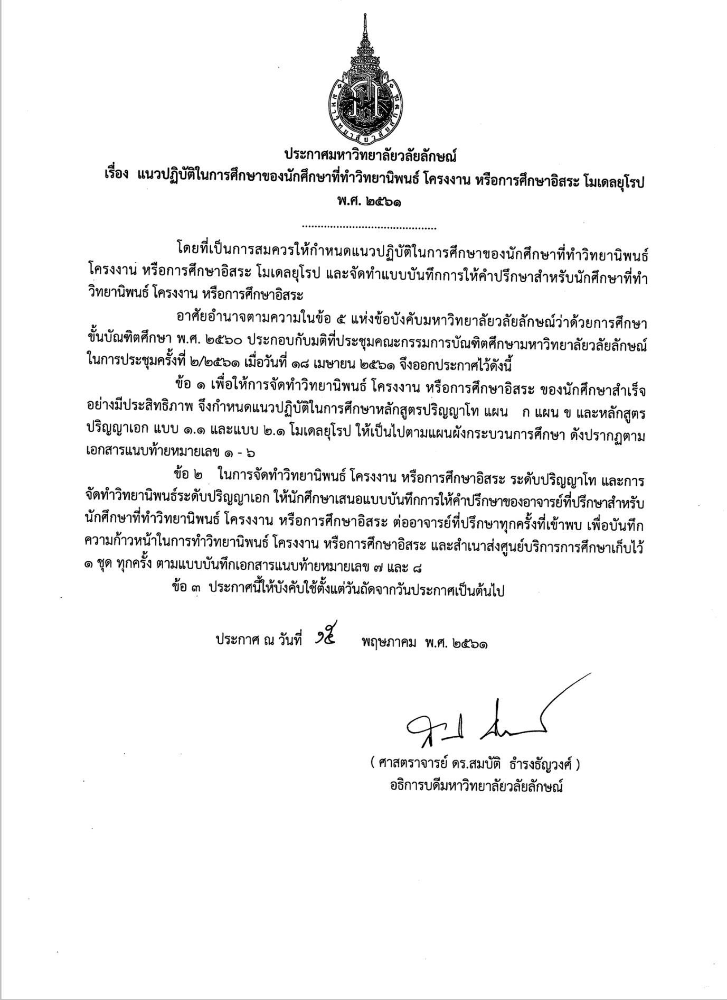 มหาวิทยาลัยวลัยลักษณ์
ประกาศมหาวิทยาลัยวลัยลักษณ์
เรื่อง แนวปฏิบัติในการศึกษาของนักศึกษาที่ทำวิทยานิพนธ์ โครงงาน หรือการศึกษาอิสระ โมเดลยุโรป
พ.ศ. ๒๕๖๑
............................................
โดยที่เป็นการสมควรให้กำหนดแนวปฏิบัติในการศึกษาของนักศึกษาที่ทำวิทยานิพนธ์
โครงงาน หรือการศึกษาอิสระ โมเดลยุโรป และจัดทำแบบบันทึกการให้คำปรึกษาสำหรับนักศึกษาที่ทำ
วิทยานิพนธ์ โครงงาน หรือการศึกษาอิสระ
อาศัยอำนาจตามความในข้อ ๕ แห่งข้อบังคับมหาวิทยาลัยวลัยลักษณ์ว่าด้วยการศึกษา
ขั้นบัณฑิตศึกษา พ.ศ. ๒๕๖๐ ประกอบกับมติที่ประชุมคณะกรรมการบัณฑิตศึกษามหาวิทยาลัยวลัยลักษณ์
ในการประชุมครั้งที่ ๒/๒๕๖๑ เมื่อวันที่ ๑๘ เมษายน ๒๕๖๑ จึงออกประกาศไว้ดังนี้
ข้อ ๑ เพื่อให้การจัดทำวิทยานิพนธ์ โครงงาน หรือการศึกษาอิสระ ของนักศึกษาสำเร็จ
อย่างมีประสิทธิภาพ จึงกำหนดแนวปฏิบัติในการศึกษาหลักสูตรปริญญาโท แผน ก แผน ข และหลักสูตร
ปริญญาเอก แบบ ๑.๑ และแบบ ๒.๑ โมเดลยุโรป ให้เป็นไปตามแผนผังกระบวนการศึกษา ดังปรากฏตาม
เอกสารแนบท้ายหมายเลข ๑ - ๖
ข้อ ๒ ในการจัดทำวิทยานิพนธ์ โครงงาน หรือการศึกษาอิสระ ระดับปริญญาโท และการ
จัดทำวิทยานิพนธ์ระดับปริญญาเอก ให้นักศึกษาเสนอแบบบันทึกการให้คำปรึกษาของอาจารย์ที่ปรึกษาสำหรับ
นักศึกษาที่ทำวิทยานิพนธ์ โครงงาน หรือการศึกษาอิสระ ต่ออาจารย์ที่ปรึกษาทุกครั้งที่เข้าพบ เพื่อบันทึก
ความก้าวหน้าในการทำวิทยานิพนธ์ โครงงาน หรือการศึกษาอิสระ และสำเนาส่งศูนย์บริการการศึกษาเก็บไว้
๑ ชุด ทุกครั้ง ตามแบบบันทึกเอกสารแนบท้ายหมายเลข ๗ และ ๘
ข้อ ๓ ประกาศนี้ให้บังคับใช้ตั้งแต่วันถัดจากวันประกาศเป็นต้นไป
ประกาศ ณ วันที่ ๑๕ พฤษภาคม พ.ศ. ๒๕๖๑
( ศาสตราจารย์ ดร.สมบัติ ธำรงธัญวงศ์ )
อธิการบดีมหาวิทยาลัยวลัยลักษณ์